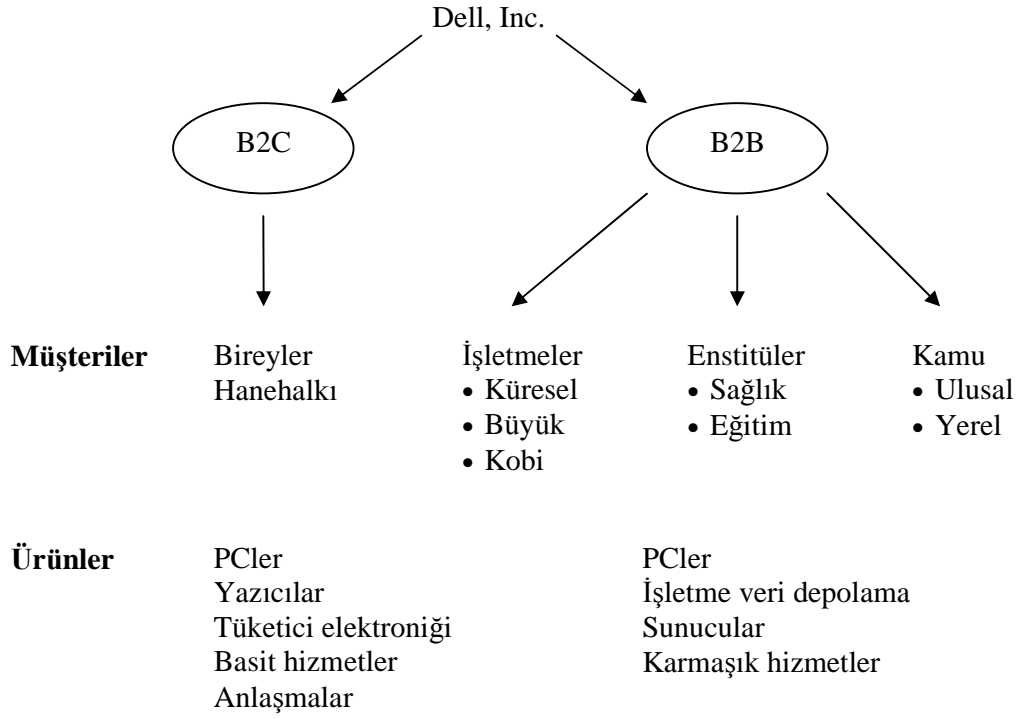 Dell, Inc.
B2C B2B
Müşteriler Bireyler İşletmeler Enstitüler Kamu
Hanehalkı • Küresel • Sağlık • Ulusal
• Büyük • Eğitim • Yerel
• Kobi
Ürünler PCler PCler
Yazıcılar İşletme veri depolama
Tüketici elektroniği Sunucular
Basit hizmetler Karmaşık hizmetler
Anlaşmalar